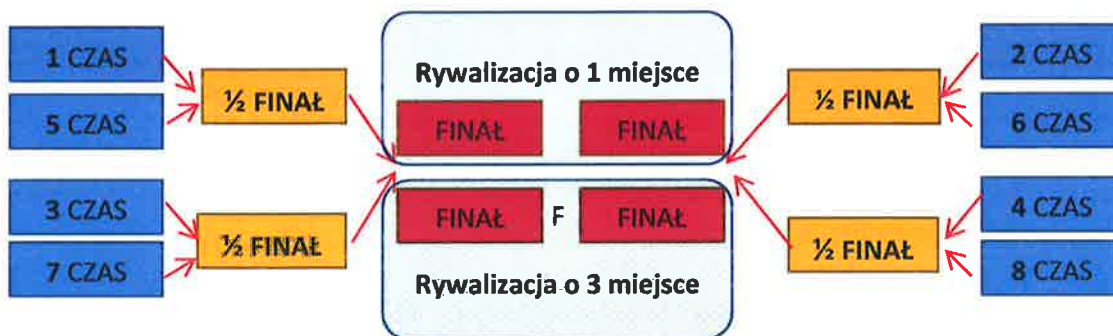 1 CZAS
5 CZAS
½ FINAŁ
3 CZAS
7 CZAS
½ FINAŁ
Rywalizacja o 1 miejsce
FINAŁ FINAŁ
FINAŁ F FINAŁ
Rywalizacja o 3 miejsce
½ FINAŁ
2 CZAS
6 CZAS
½ FINAŁ
4 CZAS
8 CZAS